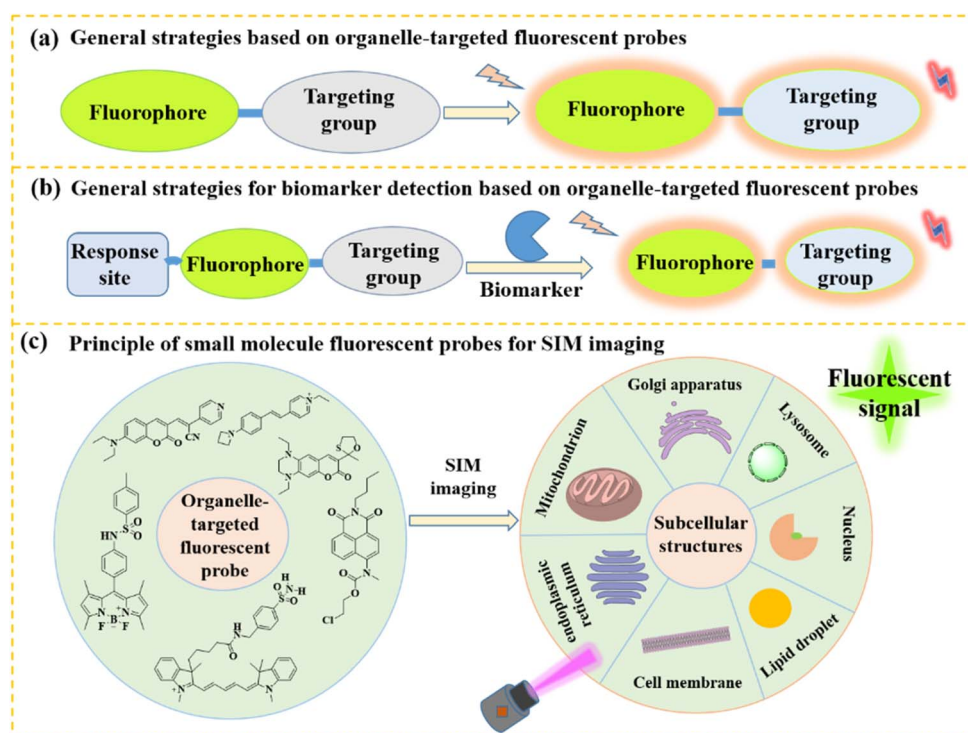 (a) General strategies based on organelle-targeted fluorescent probes
Fluorophore
Targeting
group
Fluorophore
Targeting
group
(b) General strategies for biomarker detection based on organelle-targeted fluorescent probes
Response
site
Fluorophore
Targeting
group
Biomarker
Fluorophore
Targeting
group
(c) Principle of small molecule fluorescent probes for SIM imaging
Fluorescent
signal
N
N
O
O
CN
N
N
+
N
N
O
O
O
O
O
S
O
HN
N
B
N
+
-
F
F
Organelle-
targeted
fluorescent
probe
O
N
O
N
O
O
Cl
H
N
H
O
S
O
H
N
O
N
+
N
SIM
imaging
Golgi apparatus
Lysosome
Nucleus
Lipid droplet
Cell membrane
endoplasmic
reticulum
Mitochondrion
Subcellular
structures